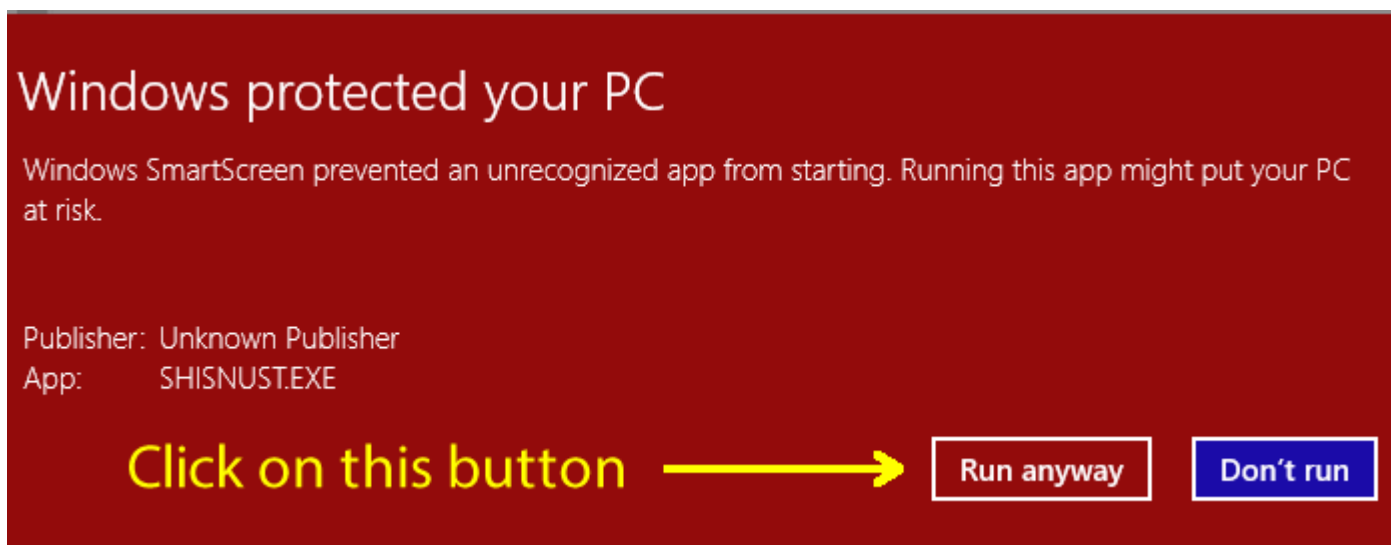 Windows protected your PC
Windows SmartScreen prevented an unrecognized app from starting. Running this app might put your PC
at risk.
Publisher: Unknown Publisher
App: SHISNUST.EXE
Click on this button Run anyway Don't run